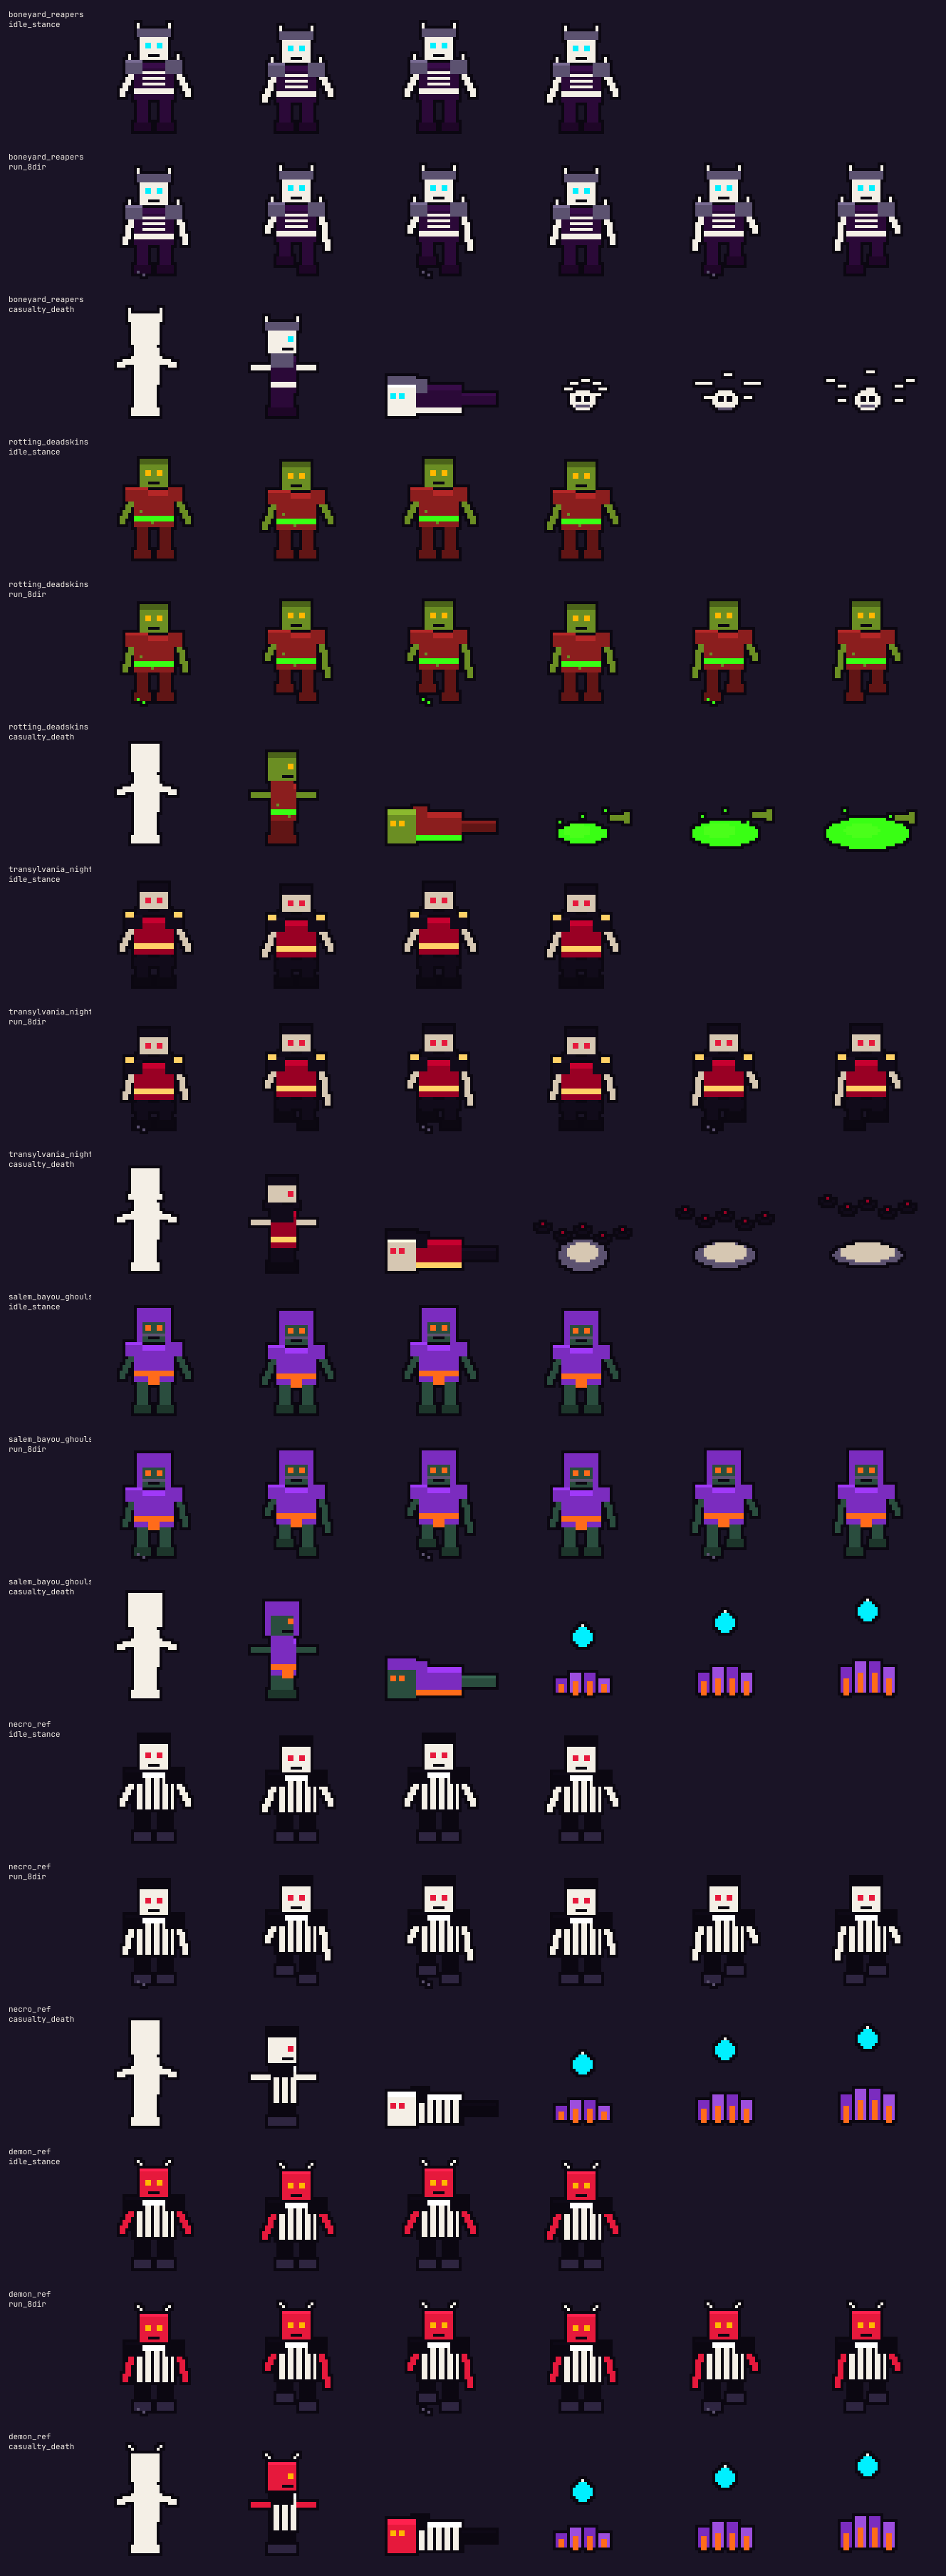 boneyard_reapers
idle_stance
boneyard_reapers
run_8dir
boneyard_reapers
casualty_death
rotting_deadskins
idle_stance
rotting_deadskins
run_8dir
rotting_deadskins
casualty_death
transylvania_night
idle_stance
transylvania_night
run_8dir
transylvania_night
casualty_death
salem_bayou_ghouls
idle_stance
salem_bayou_ghouls
run_8dir
salem_bayou_ghouls
casualty_death
necro_ref
idle_stance
necro_ref
run_8dir
necro_ref
casualty_death
demon_ref
idle_stance
demon_ref
run_8dir
demon_ref
casualty_death